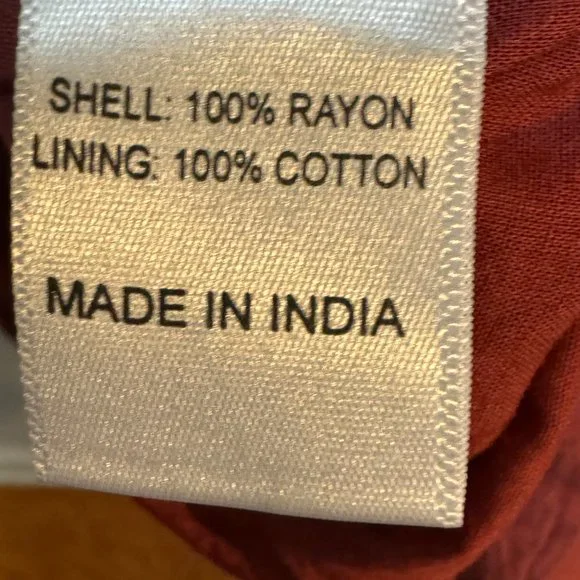 SHELL: 100% RAYON
LINING: 100% COTTON
MADE IN INDIA